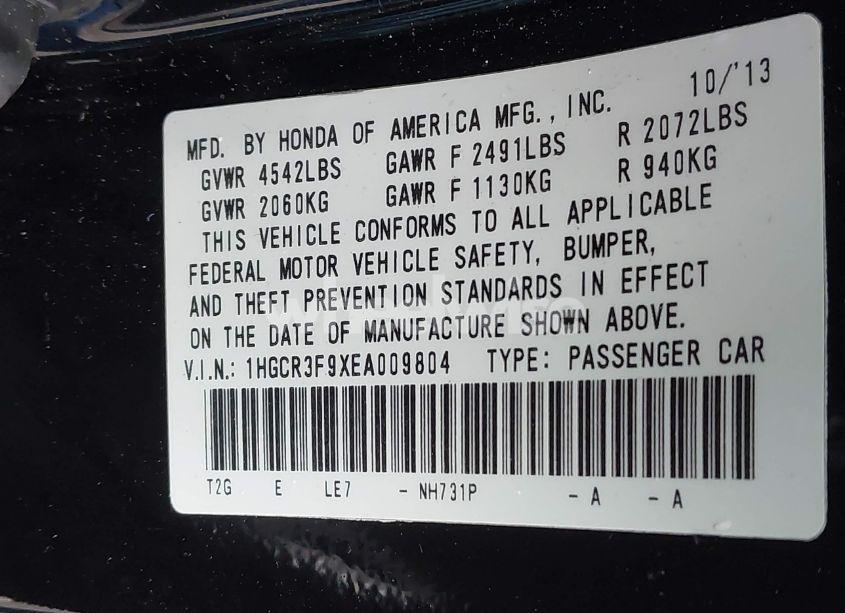 10/'13
MFD. BY HONDA OF AMERICA MFG., INC.
GVWR 4542LBS GAWR F 2491LBS R 2072LBS
GVWR 2060KG GAWR F 1130KG R 940KG
THIS VEHICLE CONFORMS TO ALL APPLICABLE
FEDERAL MOTOR VEHICLE SAFETY, BUMPER,
AND THEFT PREVENTION STANDARDS IN EFFECT
ON THE DATE OF MANUFACTURE SHOWN ABOVE.
V.I.N.: 1HGCR3F9XEA009804 TYPE: PASSENGER CAR
T2G E LE7 - NH731P - A - A